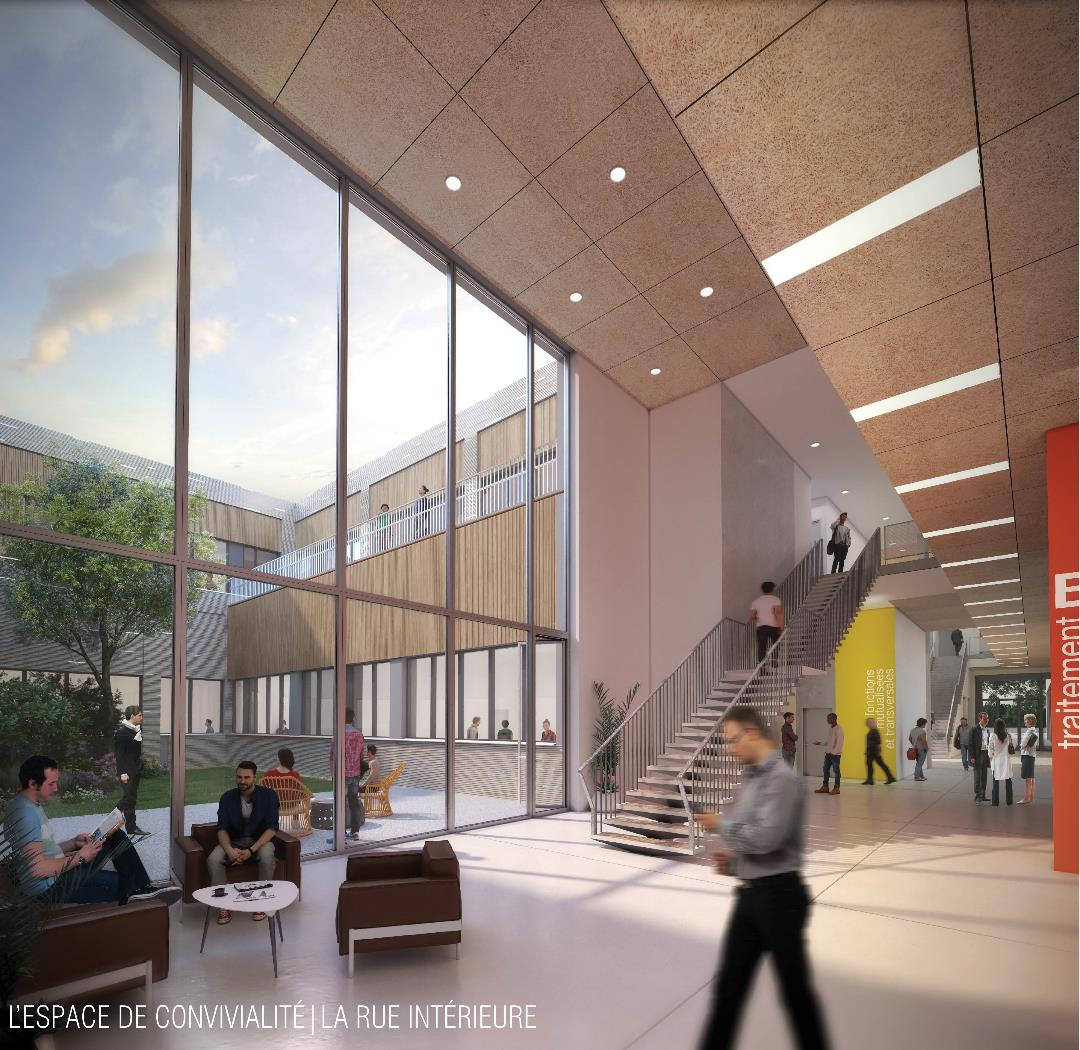 fonctions
mutualisées
et transversales
traitement E
L'ESPACE DE CONVIVIALITÉ | LA RUE INTÉRIEURE